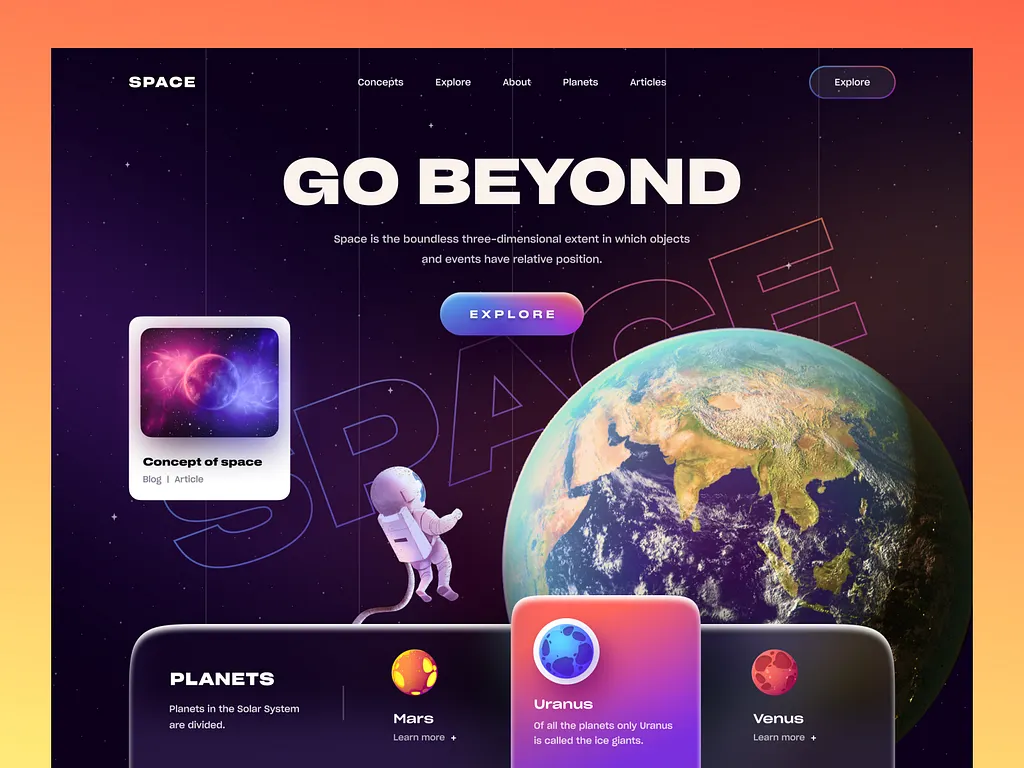 SPACE
Concepts
Explore
About
Planets
Articles
Explore
GO BEYOND
Space is the boundless three-dimensional extent in which objects
and events have relative position.
EXPLORE
SPACE
Concept of space
Blog | Article
PLANETS
Planets in the Solar System
are divided.
Mars
Learn more +
Uranus
Of all the planets only Uranus
is called the ice giants.
Venus
Learn more +